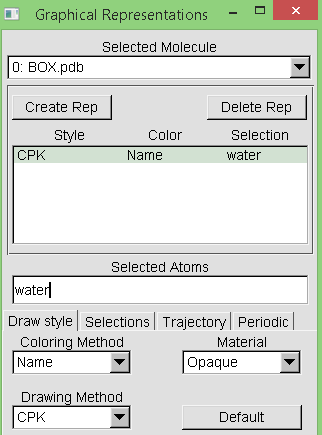 Graphical Representations
Selected Molecule
0: BOX.pdb
Create Rep Delete Rep
Style Color Selection
CPK Name water
Selected Atoms
water
Draw style Selections Trajectory Periodic
Coloring Method Material
Name Opaque
Drawing Method
CPK Default